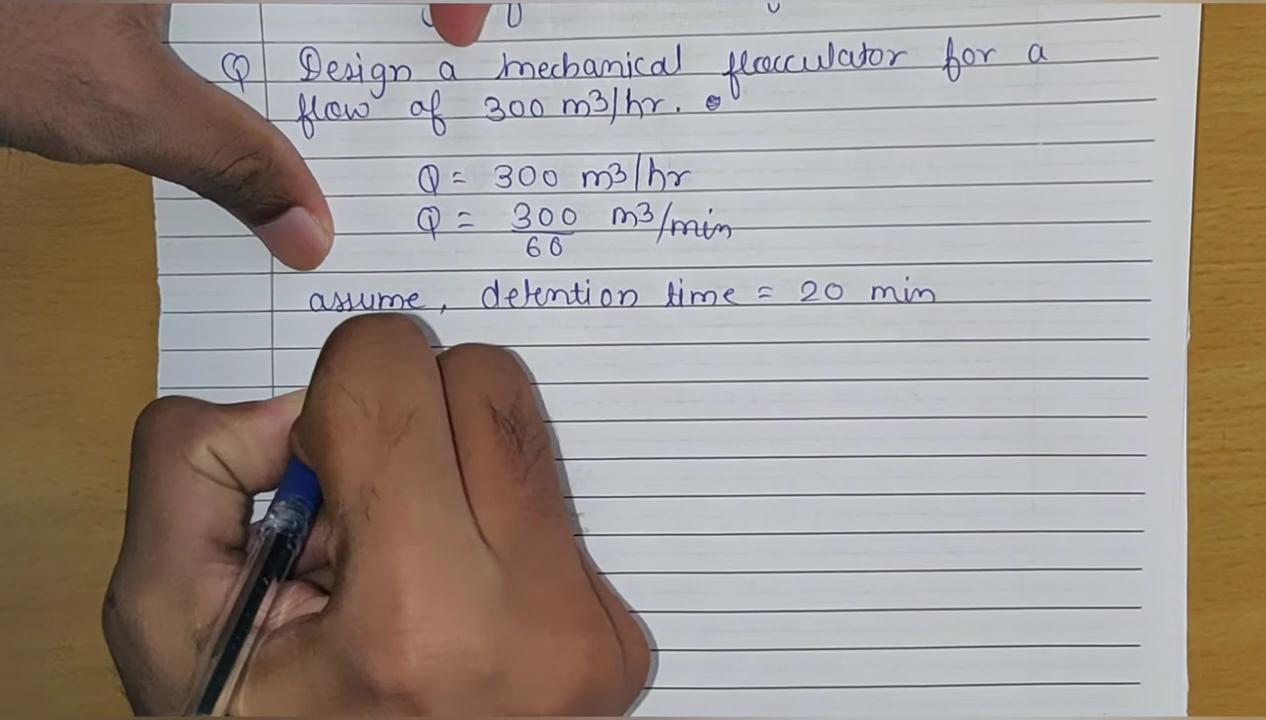 Q Design a mechanical flocculator for a
flow of 300 m3/hr.
Q = 300 m3/hr
Q = 300/60 m3/min
assume, detention time = 20 min